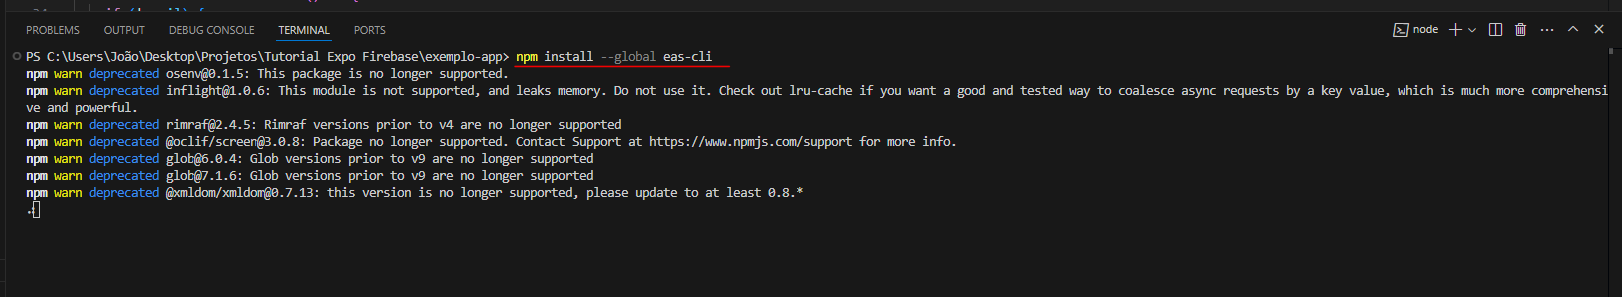 PROBLEMS OUTPUT DEBUG CONSOLE TERMINAL PORTS node
PS C:\Users\João\Desktop\Projetos\Tutorial Expo Firebase\exemplo-app> npm install --global eas-cli
npm warn deprecated osenv@0.1.5: This package is no longer supported.
npm warn deprecated inflight@1.0.6: This module is not supported, and leaks memory. Do not use it. Check out lru-cache if you want a good and tested way to coalesce async requests by a key value, which is much more comprehensi
ve and powerful.
npm warn deprecated rimraf@2.4.5: Rimraf versions prior to v4 are no longer supported
npm warn deprecated @oclif/screen@3.0.8: Package no longer supported. Contact Support at https://www.npmjs.com/support for more info.
npm warn deprecated glob@6.0.4: Glob versions prior to v9 are no longer supported
npm warn deprecated glob@7.1.6: Glob versions prior to v9 are no longer supported
npm warn deprecated @xmldom/xmldom@0.7.13: this version is no longer supported, please update to at least 0.8.*